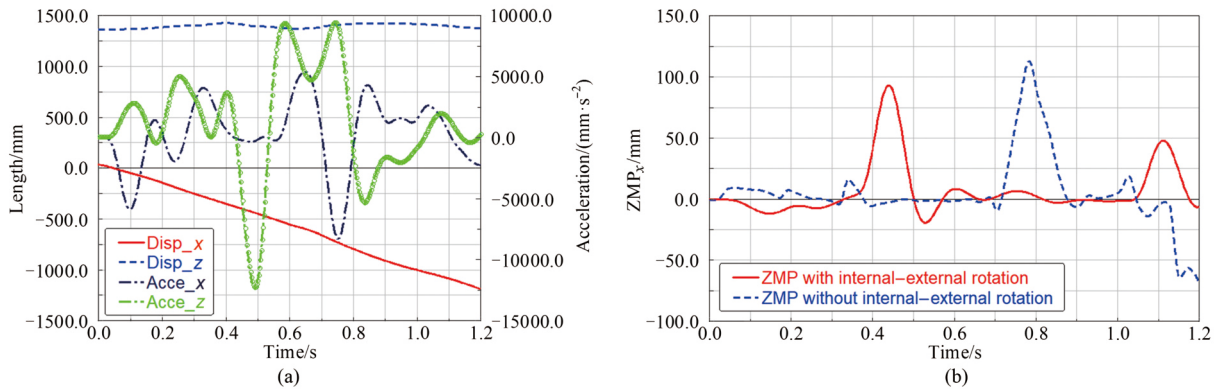 1500.0
1000.0
500.0
0.0
−500.0
−1000.0
1500.0
Length/mm
10000.0
5000.0
0.0
−5000.0
−10000.0
15000.0
Acceleration/(mm·s⁻²)
Disp_x
Disp_z
Acce_x
Acce_z
0.0 0.2 0.4 0.6 0.8 1.0 1.2
Time/s
(a)
150.0
100.0
50.0
0.0
−50.0
−100.0
ZMPx/mm
ZMP with internal–external rotation
ZMP without internal–external rotation
0.0 0.2 0.4 0.6 0.8 1.0 1.2
Time/s
(b)